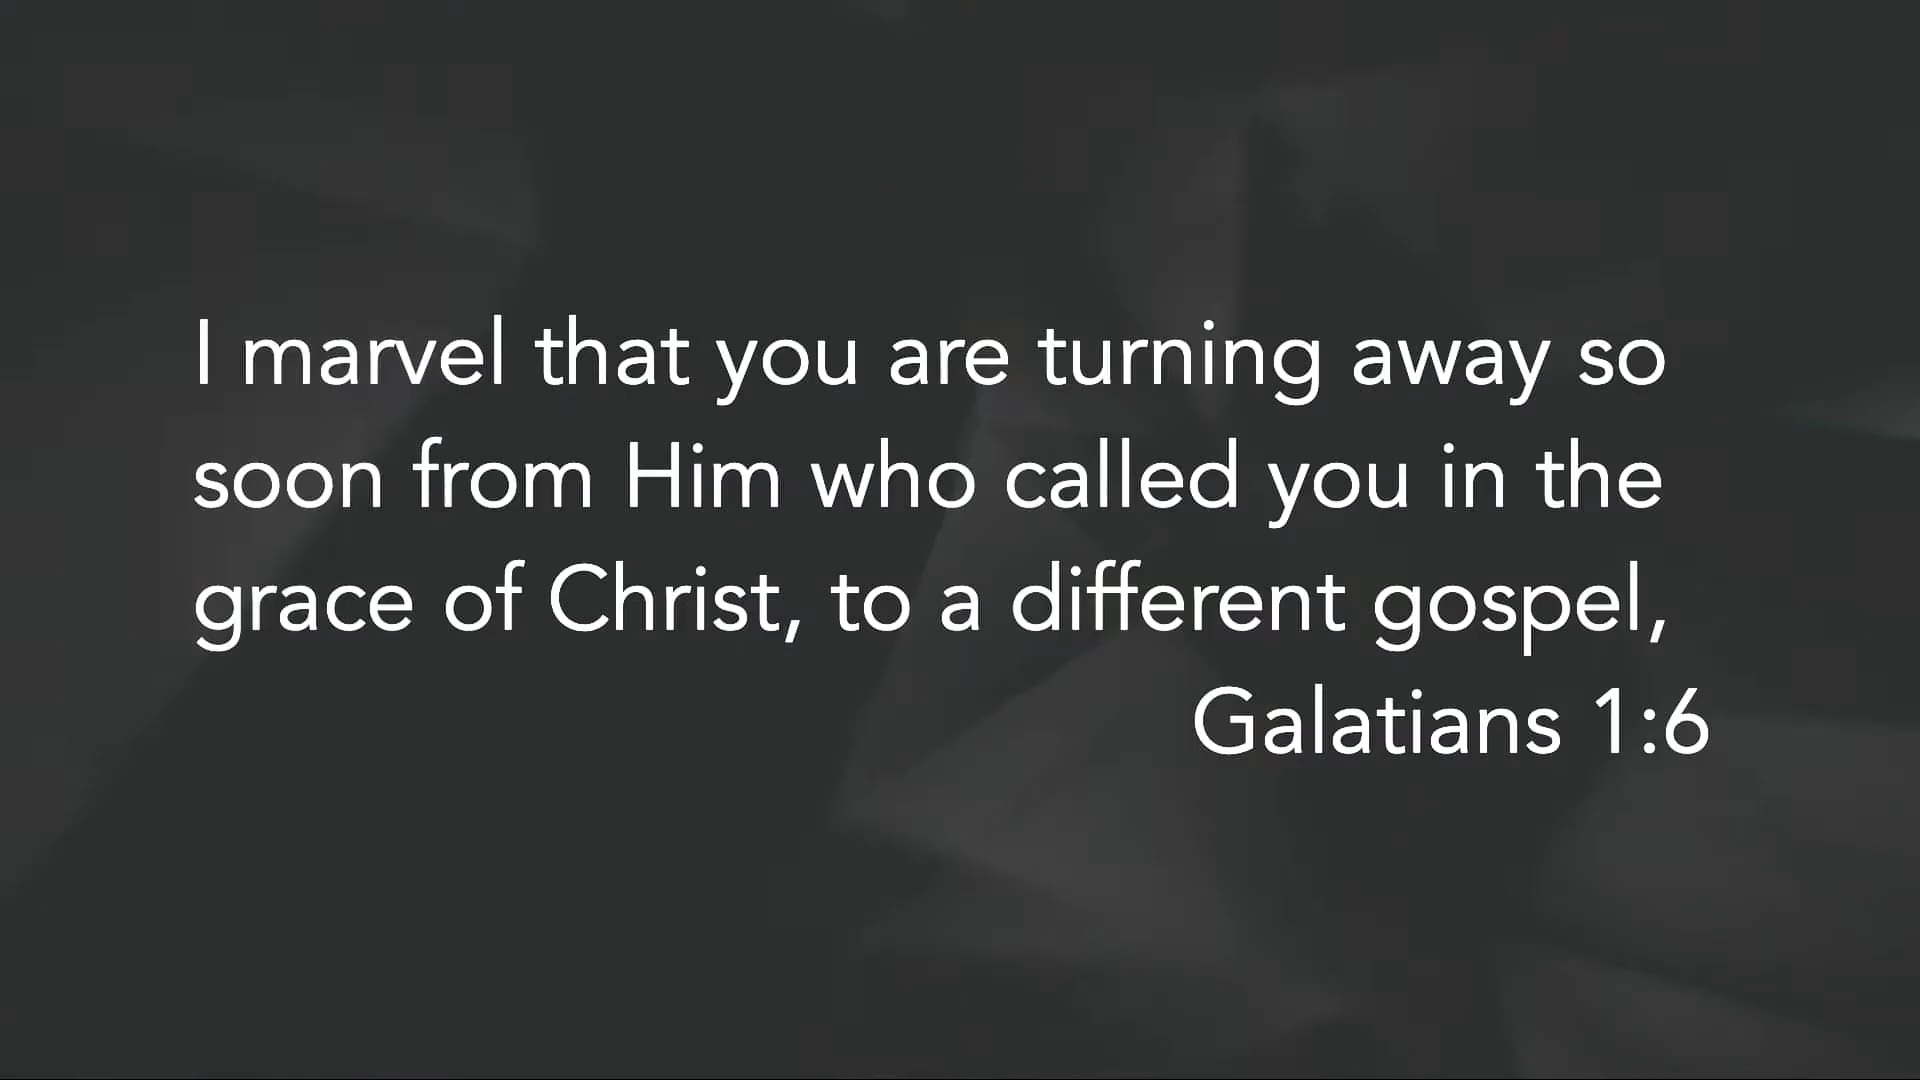 I marvel that you are turning away so
soon from Him who called you in the
grace of Christ, to a different gospel,
Galatians 1:6